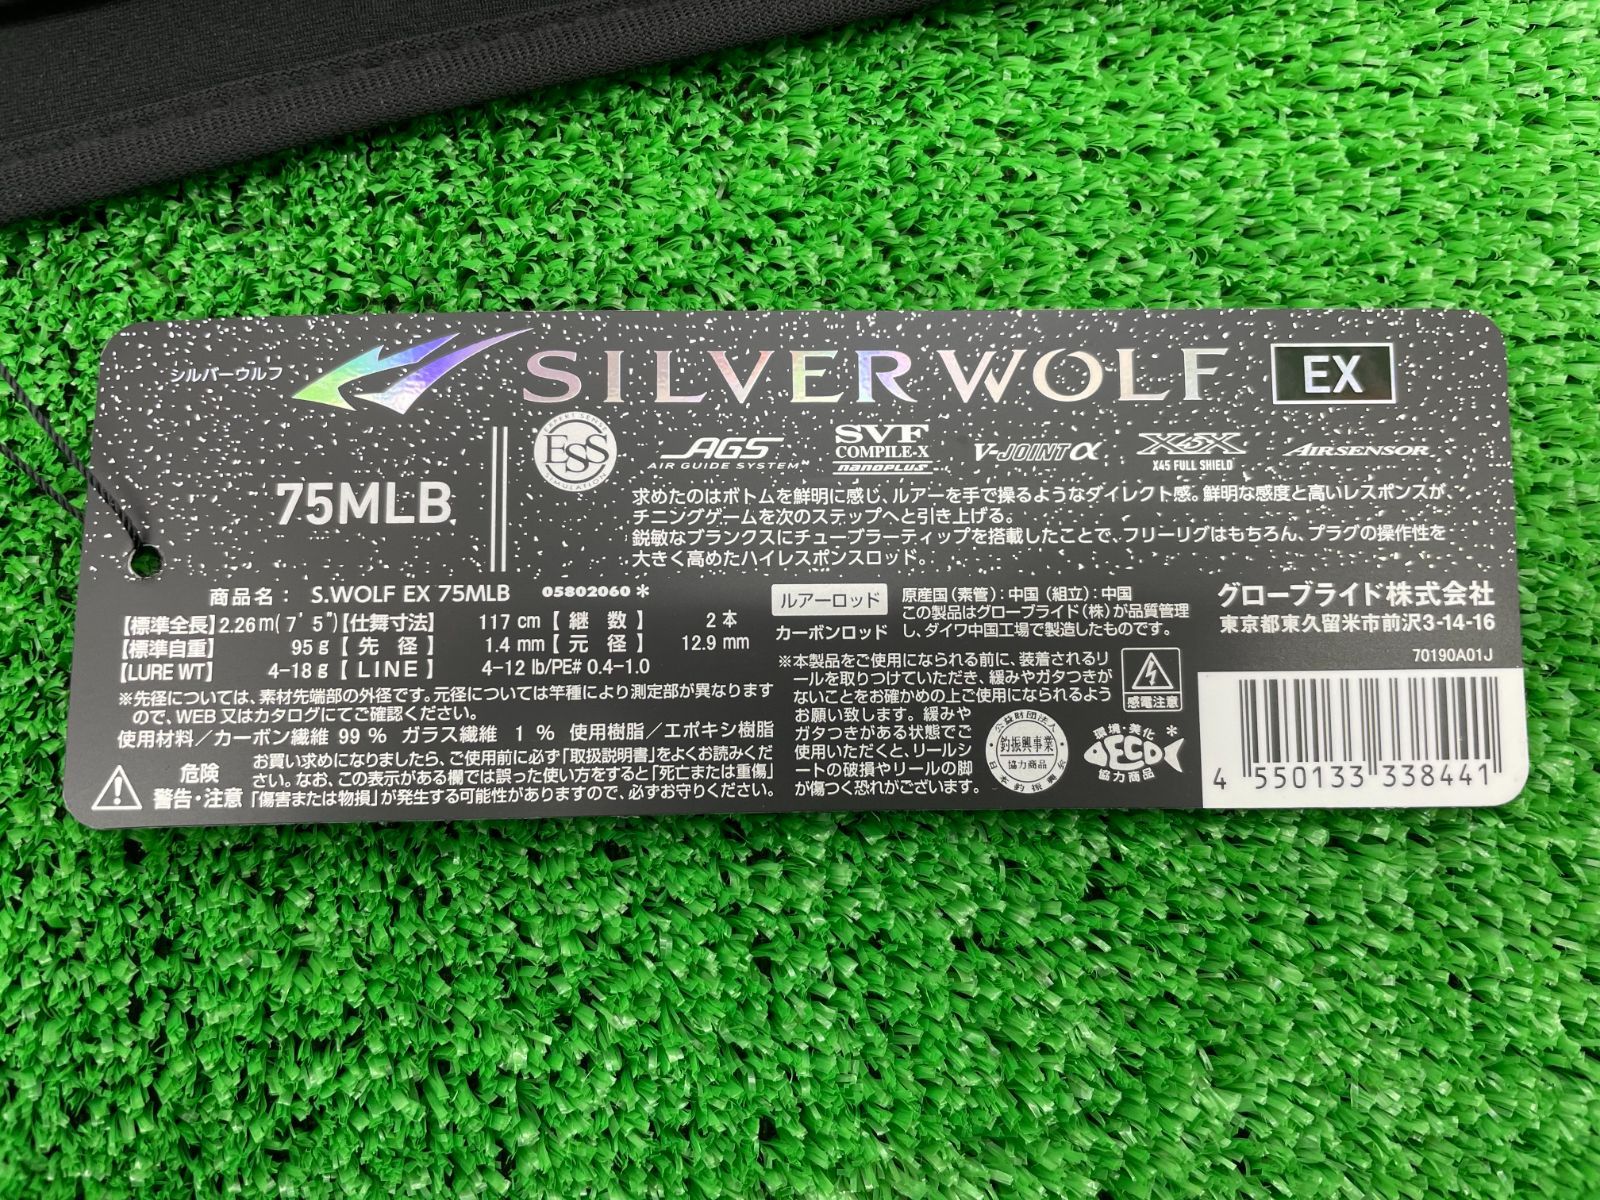 シルバーウルフ
SILVER WOLF EX
75MLB
EXPERT SENSE ESS SIMULATION
AGS
AIR GUIDE SYSTEM
SVF
COMPILE-X
nanoplus
V-JOINTα
X45X
X45 FULL SHIELD
AIRSENSOR
求めたのはボトムを鮮明に感じ、ルアーを手で操るようなダイレクト感。鮮明な感度と高いレスポンスが、
チニングゲームを次のステップへと引き上げる。
鋭敏なブランクスにチューブラーティップを搭載したことで、フリーリグはもちろん、プラグの操作性を
大きく高めたハイレスポンスロッド。
商品名： S.WOLF EX 75MLB 05802060＊
【標準全長】2.26m(7'5")【仕舞寸法】 117cm【継数】 2本
【標準自重】 95g【先径】 1.4mm【元径】 12.9mm
【LURE WT】 4-18g【LINE】 4-12 lb/PE# 0.4-1.0
※先径については、素材先端部の外径です。元径については竿種により測定部が異なります
ので、WEB又はカタログにてご確認ください。
使用材料／カーボン繊維 99% ガラス繊維 1% 使用樹脂／エポキシ樹脂
危険
警告・注意
お買い求めになりましたら、ご使用前に必ず「取扱説明書」をよくお読みくだ
さい。なお、この表示がある欄では誤った使い方をすると「死亡または重傷」
「傷害または物損」が発生する可能性がありますので、必ずお守りください。
ルアーロッド
カーボンロッド
原産国(素管)：中国(組立)：中国
この製品はグローブライド(株)が品質管理
し、ダイワ中国工場で製造したものです。
※本製品をご使用になられる前に、装着されるリ
ールを取りつけていただき、緩みやガタつきが
ないことをお確かめの上ご使用になられるよう
お願い致します。緩みや
ガタつきがある状態でご
使用いただくと、リールシ
ートの破損やリールの脚
が傷つく恐れがございます。
感電注意
公益財団法人
釣振興事業
協力商品
日本釣振興会
環境・美化
DECO
＊
協力商品
グローブライド株式会社
東京都東久留米市前沢3-14-16
70190A01J
4 550133 338441